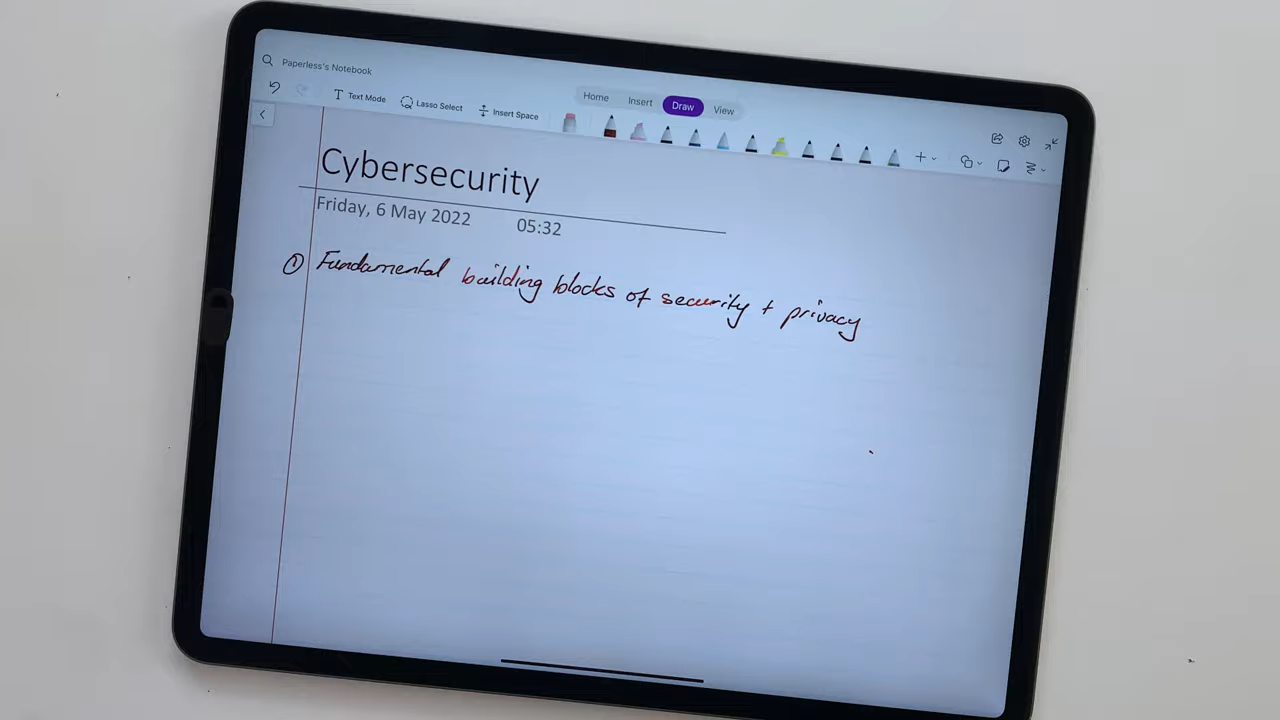 Paperless's Notebook
Home Insert Draw View
Text Mode Lasso Select Insert Space
Cybersecurity
Friday, 6 May 2022 05:32
① Fundamental building blocks of security + privacy